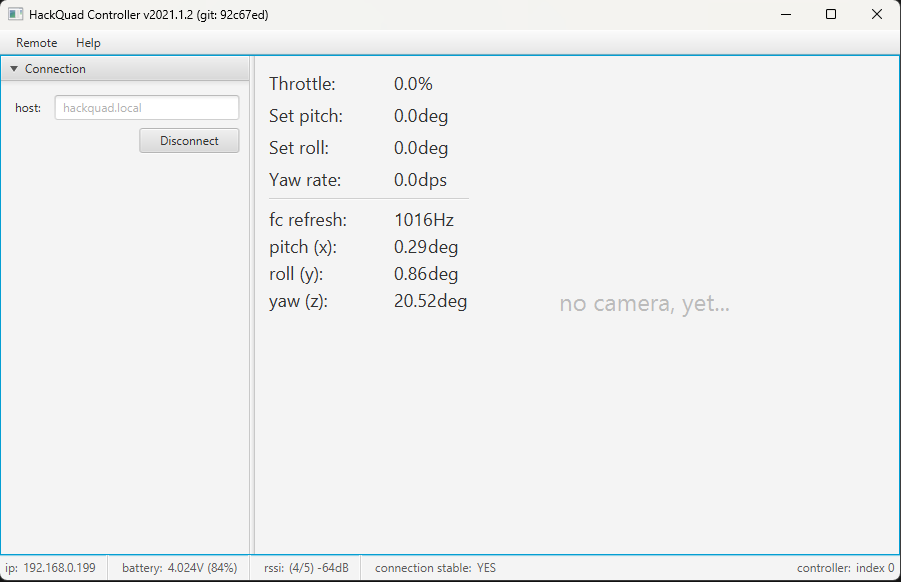 HackQuad Controller v2021.1.2 (git: 92c67ed)
Remote Help
Connection
host: hackquad.local
Disconnect
Throttle: 0.0%
Set pitch: 0.0deg
Set roll: 0.0deg
Yaw rate: 0.0dps
fc refresh: 1016Hz
pitch (x): 0.29deg
roll (y): 0.86deg
yaw (z): 20.52deg
no camera, yet...
ip: 192.168.0.199 battery: 4.024V (84%) rssi: (4/5) -64dB connection stable: YES controller: index 0